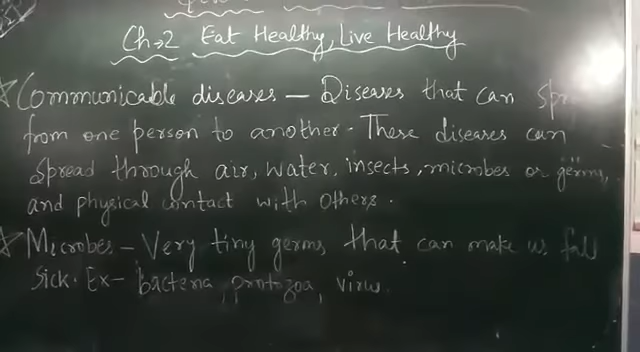 Ch→2 Eat Healthy, Live Healthy
☆ Communicable diseases – Diseases that can
from one person to another. These diseases can
spread through air, water, insects, microbes or germs,
and physical contact with others.
☆ Microbes – Very tiny germs that can make us fall
sick. Ex– bacteria, protozoa, virus.